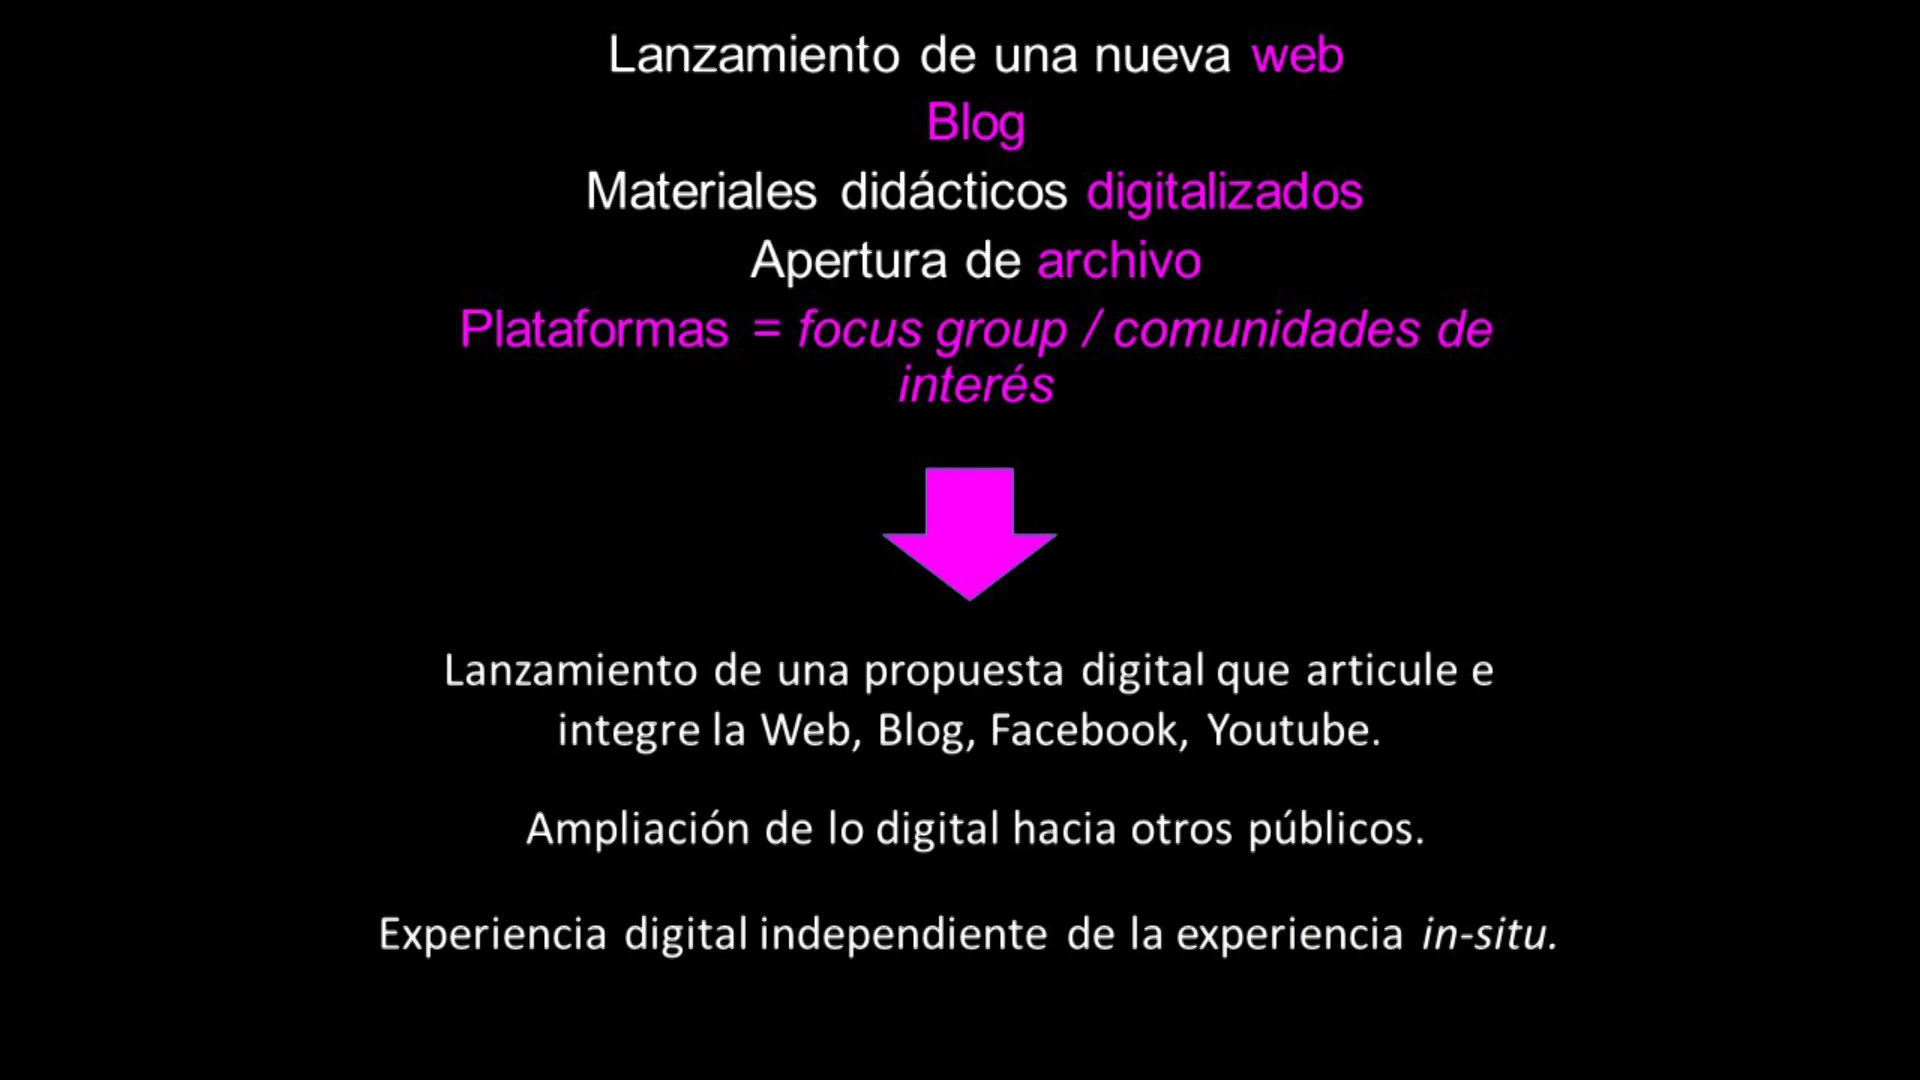 Lanzamiento de una nueva web
Blog
Materiales didácticos digitalizados
Apertura de archivo
Plataformas = focus group / comunidades de
interés
Lanzamiento de una propuesta digital que articule e
integre la Web, Blog, Facebook, Youtube.
Ampliación de lo digital hacia otros públicos.
Experiencia digital independiente de la experiencia in-situ.